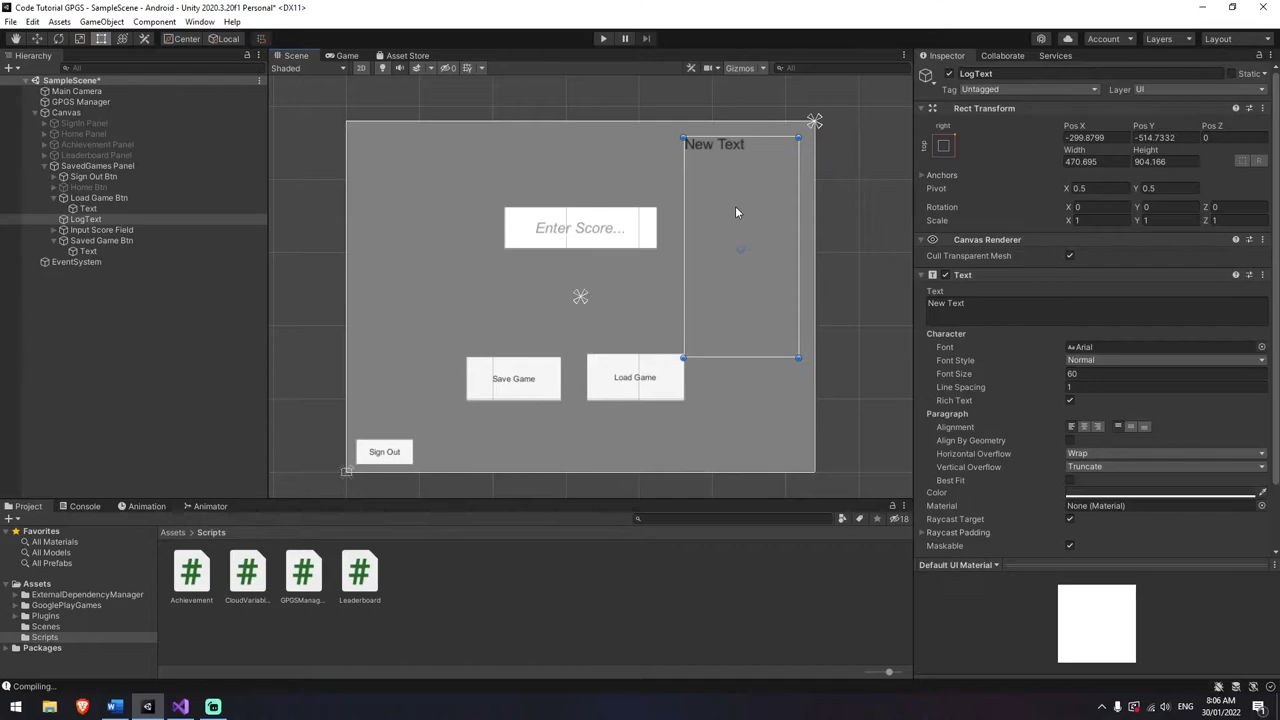 Code Tutorial GPGS - SampleScene - Android - Unity 2020.3.20f1 Personal* <DX11>
File Edit Assets GameObject Component Window Help
Center Local
Account Layers Layout
Hierarchy
All
SampleScene*
Main Camera
GPGS Manager
Canvas
SignIn Panel
Home Panel
Achievement Panel
Leaderboard Panel
SavedGames Panel
Sign Out Btn
Home Btn
Load Game Btn
Text
LogText
Input Score Field
Saved Game Btn
Text
EventSystem
Scene Game Asset Store
Shaded 2D 0 Gizmos All
New Text
Enter Score...
Save Game Load Game
Sign Out
Inspector Collaborate Services
LogText Static
Tag Untagged Layer UI
Rect Transform
right Pos X Pos Y Pos Z
top -299.8799 -514.7332 0
Width Height
470.695 904.166 R
Anchors
Pivot X 0.5 Y 0.5
Rotation X 0 Y 0 Z 0
Scale X 1 Y 1 Z 1
Canvas Renderer
Cull Transparent Mesh
T Text
Text
New Text
Character
Font Aa Arial
Font Style Normal
Font Size 60
Line Spacing 1
Rich Text
Paragraph
Alignment
Align By Geometry
Horizontal Overflow Wrap
Vertical Overflow Truncate
Best Fit
Color
Material None (Material)
Raycast Target
Raycast Padding
Maskable
Default UI Material
Project Console Animation Animator
18
Favorites
All Materials
All Models
All Prefabs
Assets
ExternalDependencyManager
GooglePlayGames
Plugins
Scenes
Scripts
Packages
Assets > Scripts
# # # #
Achievement CloudVariabl... GPGSManag... Leaderboard
Compiling...
8:06 AM
30/01/2022